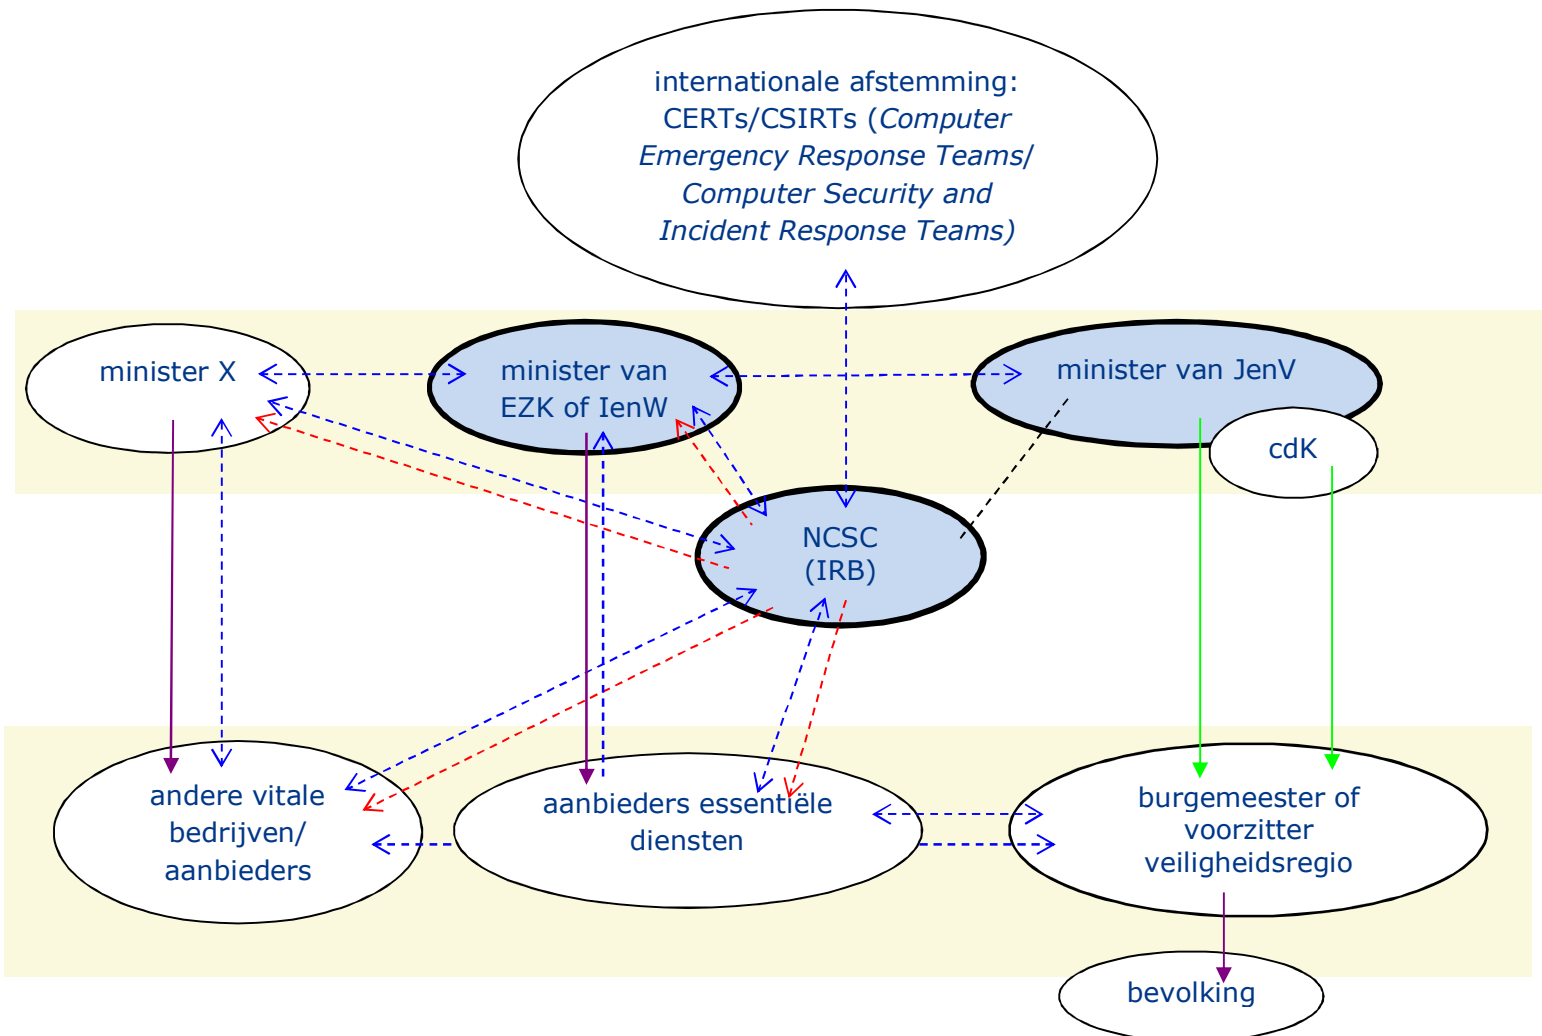 internationale afstemming:
CERTs/CSIRTs (Computer
Emergency Response Teams/
Computer Security and
Incident Response Teams)
minister X
minister van
EZK of IenW
minister van JenV
cdK
NCSC
(IRB)
andere vitale
bedrijven/
aanbieders
aanbieders essentiële
diensten
burgemeester of
voorzitter
veiligheidsregio
bevolking